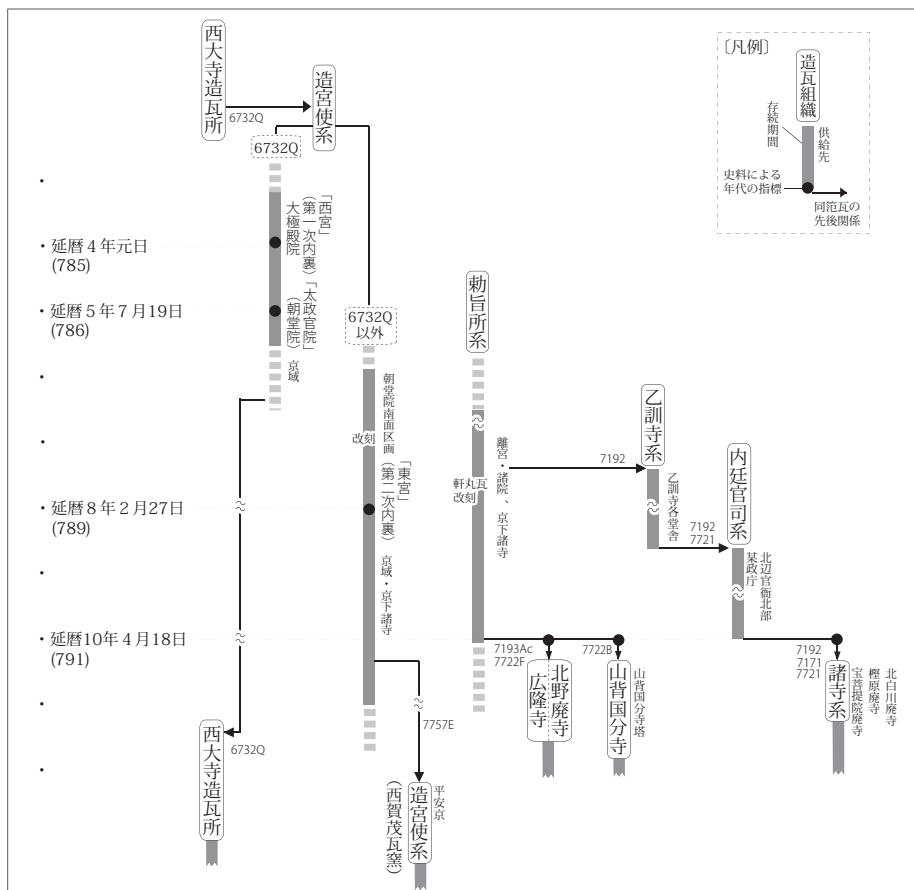 西大寺造瓦所
6732Q
造宮使系
6732Q
〔凡例〕
造瓦組織
存続期間
供給先
史料による
年代の指標
同笵瓦の
先後関係
・
・延暦4年元日
(785)
・延暦5年7月19日
(786)
・
・
・延暦8年2月27日
(789)
・
・延暦10年4月18日
(791)
・
・
「西宮」
(第一次内裏)
大極殿院
「太政官院」
(朝堂院)
京域
6732Q
以外
朝堂院南面区画
改刻
「東宮」
(第二次内裏)
京域・京下諸寺
勅旨所系
離宮・諸院、京下諸寺
軒丸瓦
改刻
7192
乙訓寺系
乙訓寺各堂舎
7192
7721
内廷官司系
北辺官衙北部
某政庁
7193Ac
7722F
北野廃寺
広隆寺
7722B
山背国分寺
山背国分寺塔
7192
7171
7721
諸寺系
北白川廃寺
樫原廃寺
宝菩提院廃寺
6732Q
西大寺造瓦所
7757E
造宮使系
(西賀茂瓦窯)
平安京